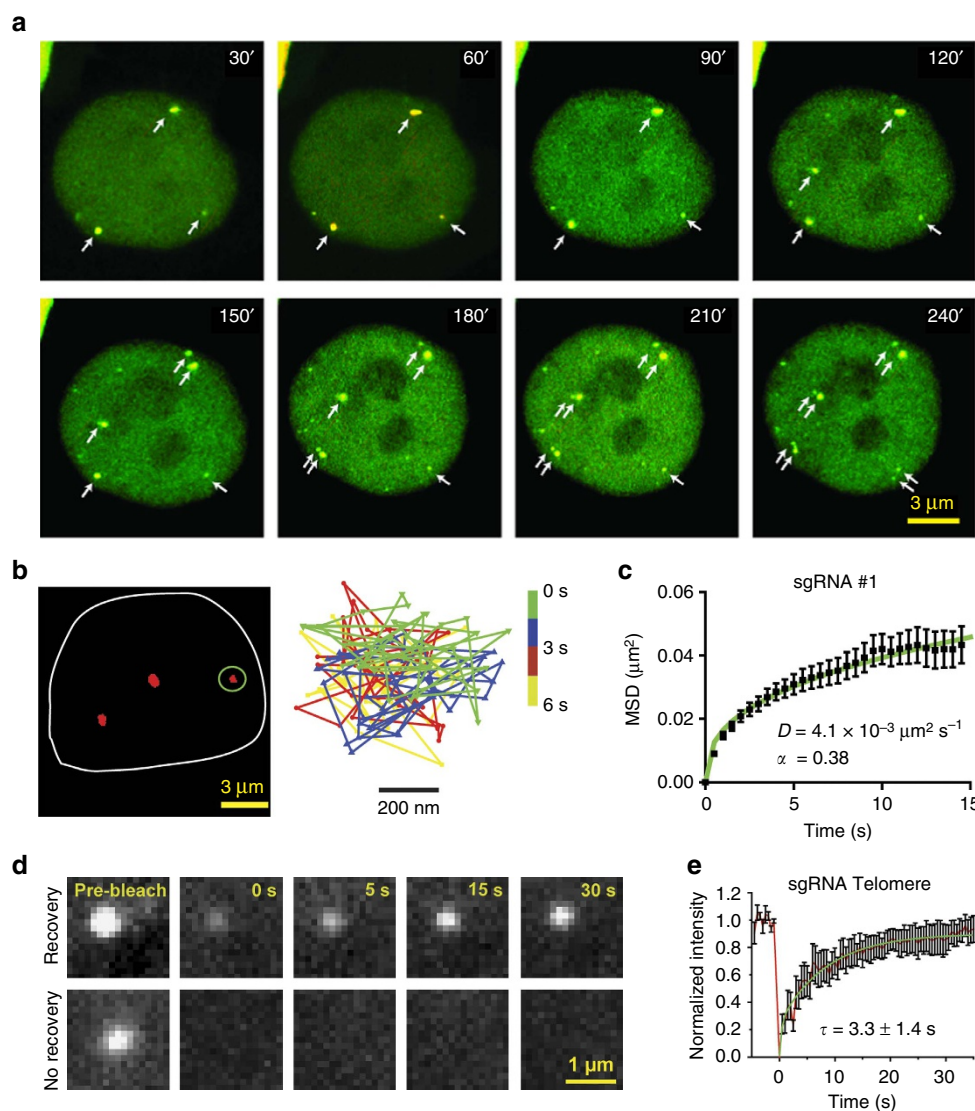 a
30′ 60′ 90′ 120′
150′ 180′ 210′ 240′
3 μm
b
0 s
3 s
6 s
3 μm
200 nm
c
sgRNA #1
MSD (μm²)
0.06
0.04
0.02
0.00
D = 4.1 × 10⁻³ μm² s⁻¹
α = 0.38
0 5 10 15
Time (s)
d
Recovery
Pre-bleach 0 s 5 s 15 s 30 s
No recovery
1 μm
e
sgRNA Telomere
Normalized intensity
1.2
1.0
0.8
0.6
0.4
0.2
0.0
τ = 3.3 ± 1.4 s
0 10 20 30
Time (s)